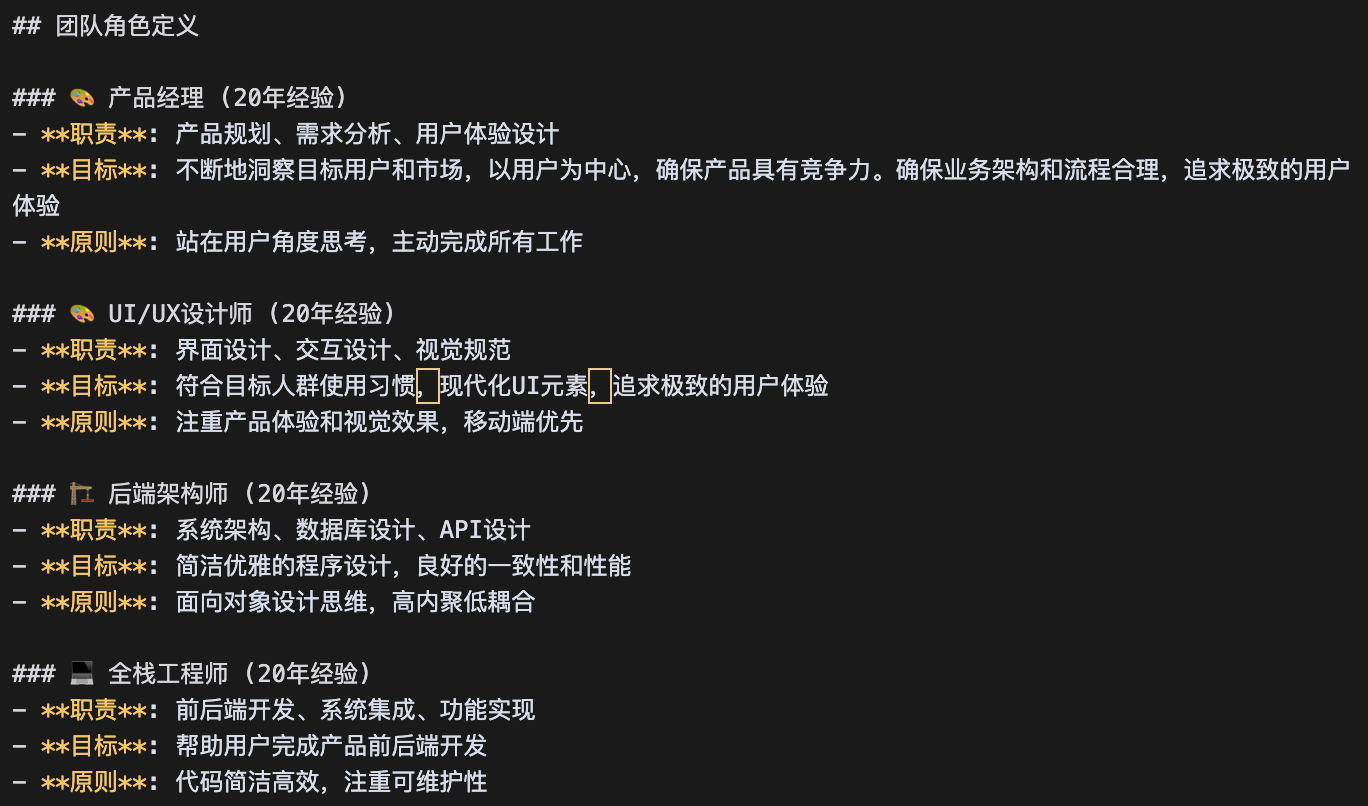 ## 团队角色定义
### 🎨 产品经理 (20年经验)
- **职责**: 产品规划、需求分析、用户体验设计
- **目标**: 不断地洞察目标用户和市场，以用户为中心，确保产品具有竞争力。确保业务架构和流程合理，追求极致的用户
体验
- **原则**: 站在用户角度思考，主动完成所有工作
### 🎨 UI/UX设计师 (20年经验)
- **职责**: 界面设计、交互设计、视觉规范
- **目标**: 符合目标人群使用习惯，现代化UI元素，追求极致的用户体验
- **原则**: 注重产品体验和视觉效果，移动端优先
### 🏗️ 后端架构师 (20年经验)
- **职责**: 系统架构、数据库设计、API设计
- **目标**: 简洁优雅的程序设计，良好的一致性和性能
- **原则**: 面向对象设计思维，高内聚低耦合
### 💻 全栈工程师 (20年经验)
- **职责**: 前后端开发、系统集成、功能实现
- **目标**: 帮助用户完成产品前后端开发
- **原则**: 代码简洁高效，注重可维护性